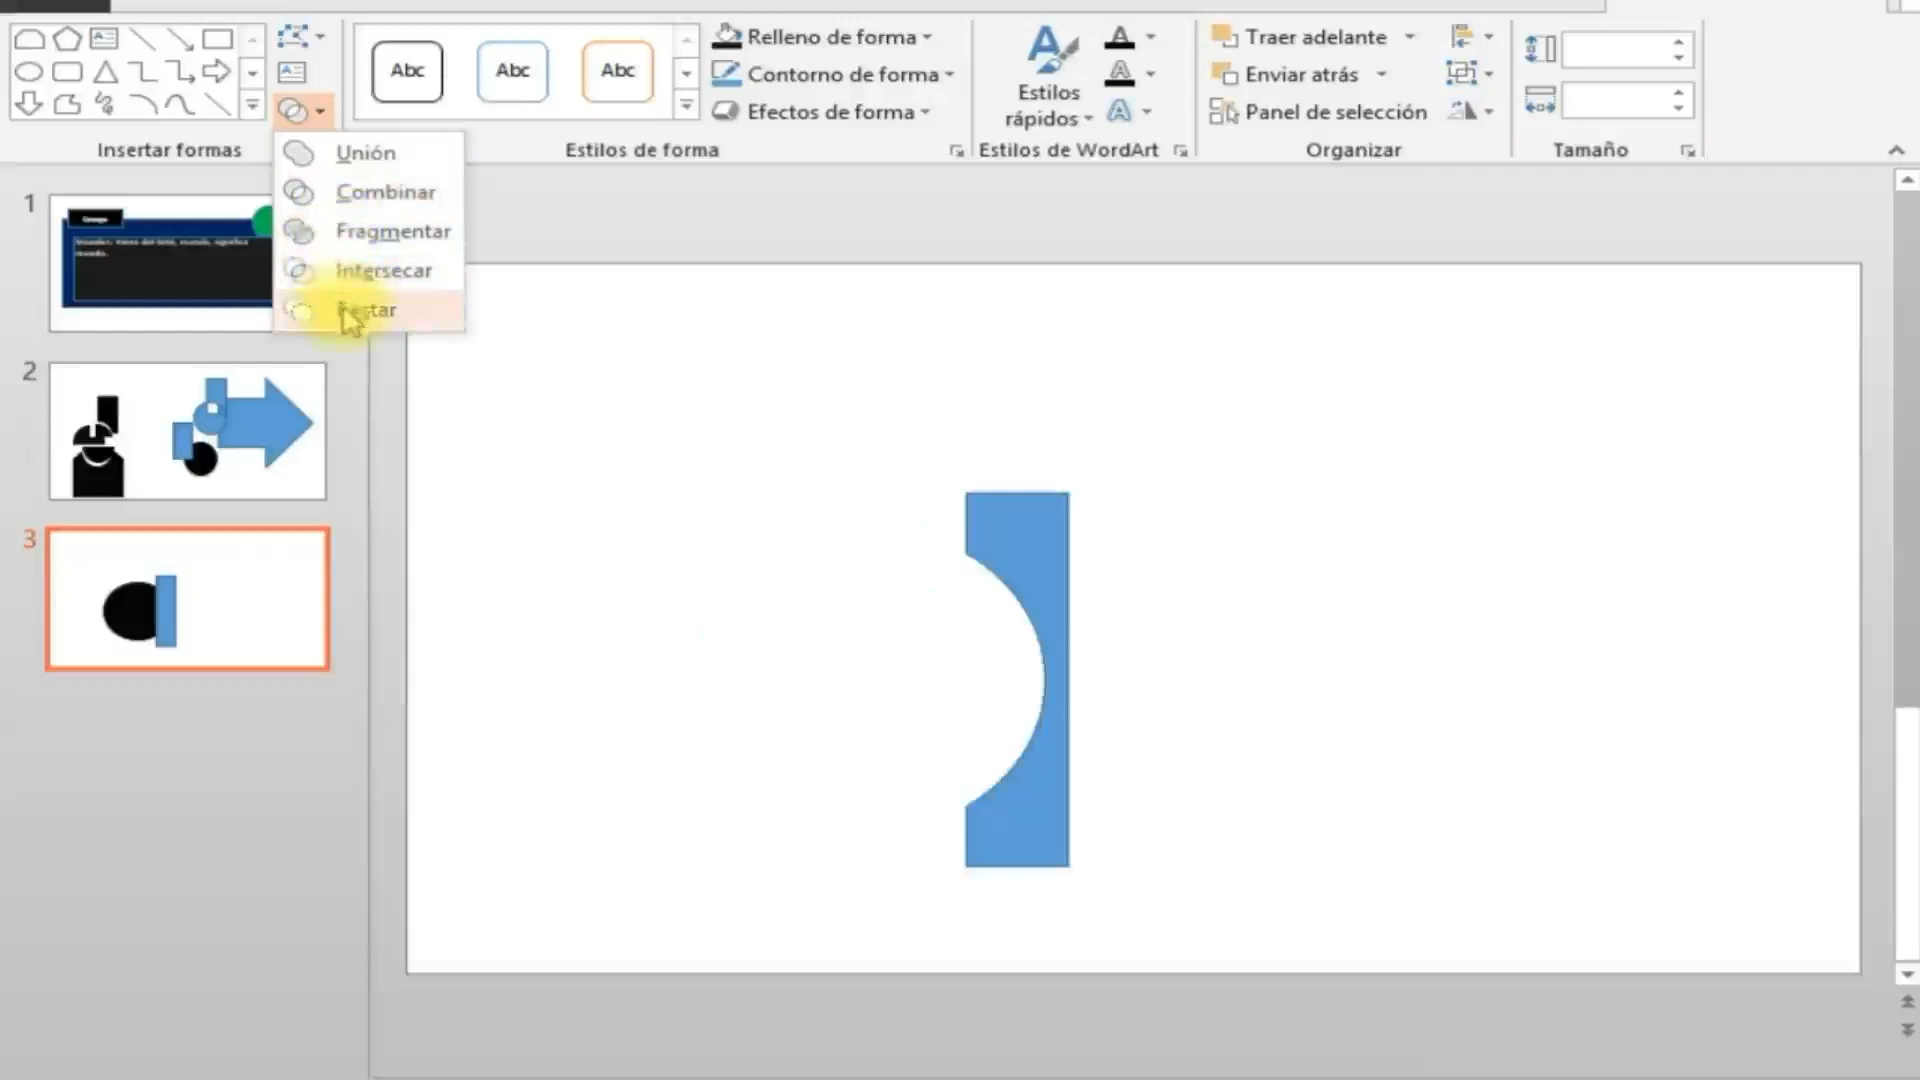 Abc Abc Abc
Relleno de forma
Contorno de forma
Efectos de forma
Estilos
rápidos
Traer adelante
Enviar atrás
Panel de selección
Insertar formas
Estilos de forma
Estilos de WordArt
Organizar
Tamaño
Unión
Combinar
Fragmentar
Intersecar
Restar
1
2
3